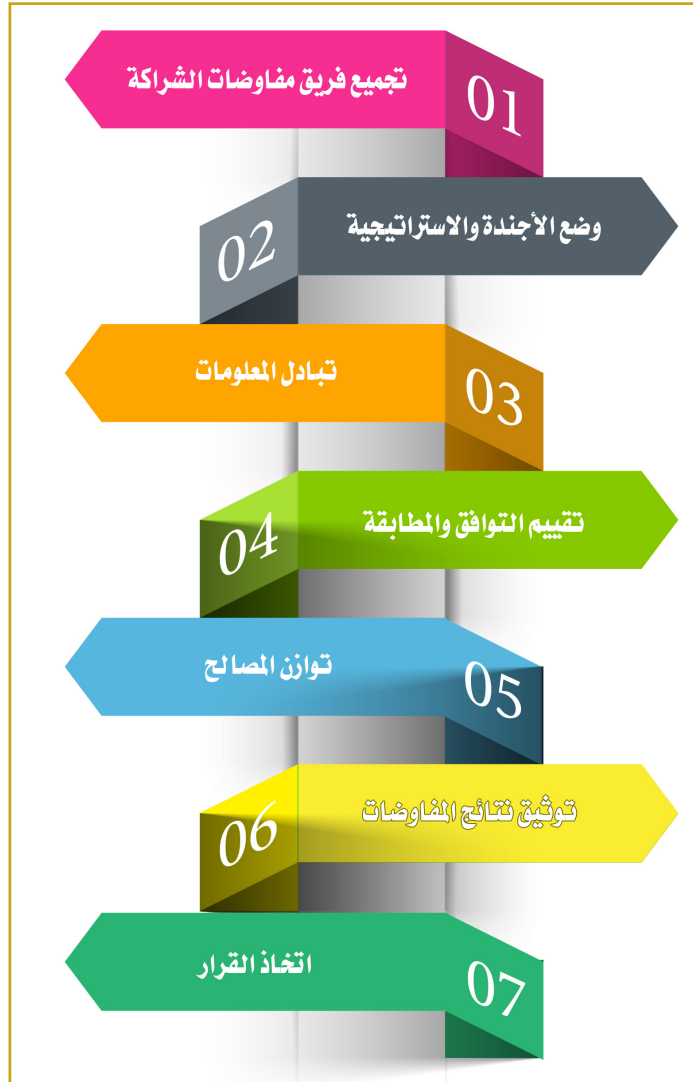 01
تجميع فريق مفاوضات الشراكة
02
وضع الأجندة والاستراتيجية
03
تبادل المعلومات
04
تقييم التوافق والمطابقة
05
توازن المصالح
06
توثيق نتائج المفاوضات
07
اتخاذ القرار